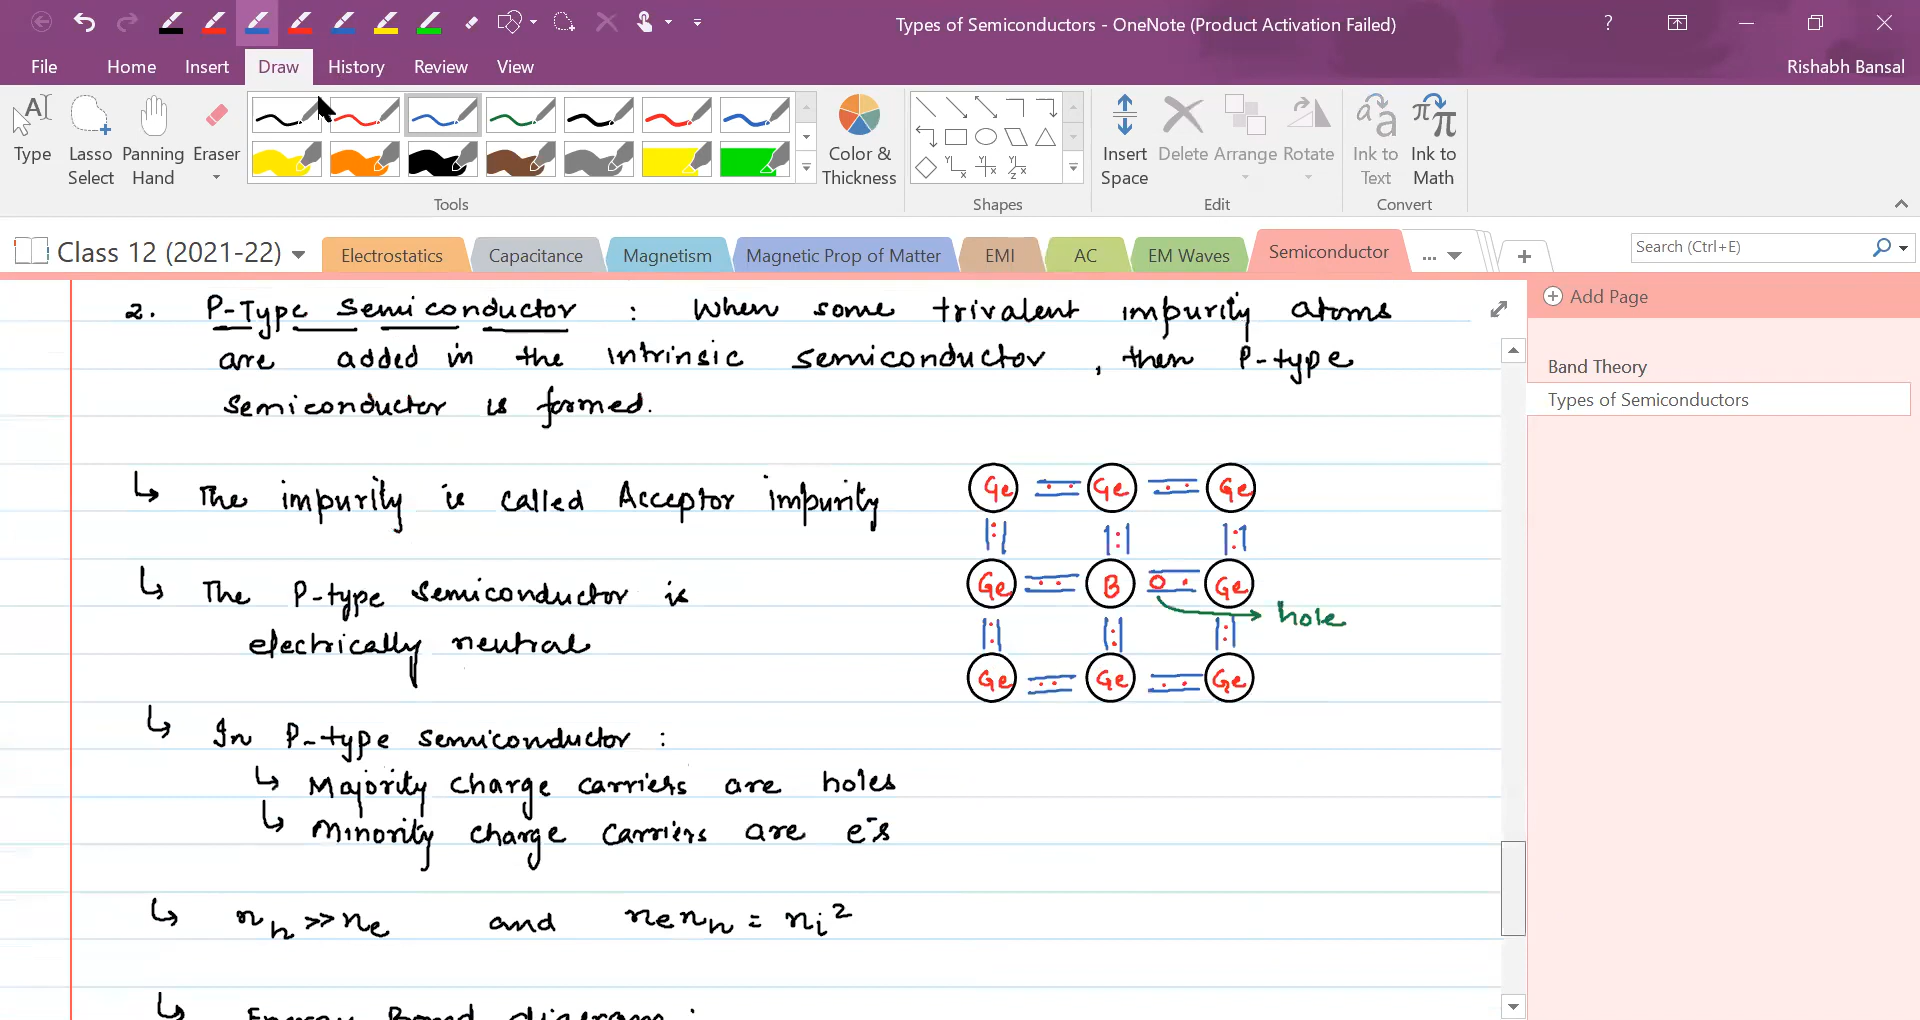 Types of Semiconductors - OneNote (Product Activation Failed)
?
File Home Insert Draw History Review View
Rishabh Bansal
Type
Lasso Select
Panning Hand
Eraser
Color & Thickness
Insert Space
Delete
Arrange
Rotate
Ink to Text
Ink to Math
Tools
Shapes
Edit
Convert
Class 12 (2021-22)
Electrostatics Capacitance Magnetism Magnetic Prop of Matter EMI AC EM Waves Semiconductor ...
Search (Ctrl+E)
Add Page
Band Theory
Types of Semiconductors
2. P-Type Semiconductor : When some trivalent impurity atoms
are added in the intrinsic semiconductor, then P-type
semiconductor is formed.
↳ The impurity is called Acceptor impurity
↳ The P-type semiconductor is
electrically neutral
↳ In P-type semiconductor :
↳ Majority charge carriers are holes
↳ Minority charge carriers are e⁻s
↳ nh >> ne and ne nh = ni²
↳ Energy Band diagram :
Ge Ge Ge
Ge B Ge
hole
Ge Ge Ge